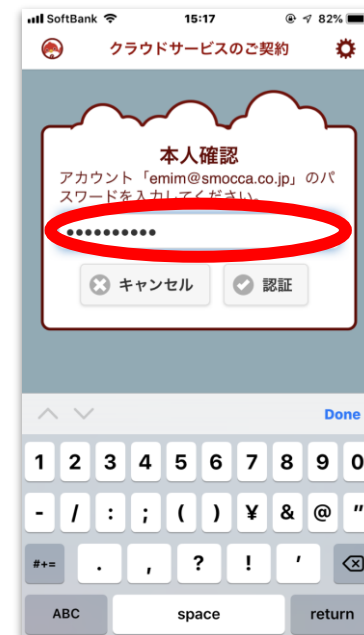 SoftBank 15:17 82%
クラウドサービスのご契約
本人確認
アカウント「emim@smocca.co.jp」のパ
スワードを入力してください。
••••••••••
キャンセル 認証
Done
1 2 3 4 5 6 7 8 9 0
- / : ; ( ) ¥ & @ "
#+= . , ? ! '
ABC space return